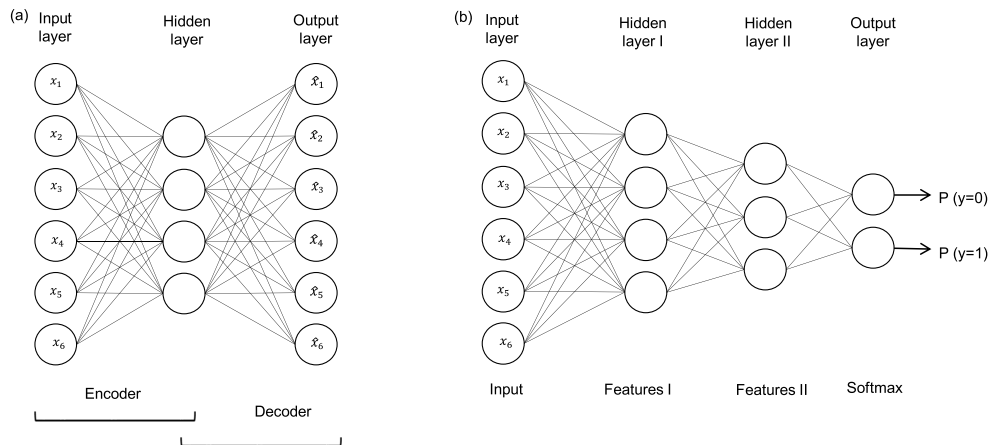 (a)
Input
layer
Hidden
layer
Output
layer
x₁
x₂
x₃
x₄
x₅
x₆
x̂₁
x̂₂
x̂₃
x̂₄
x̂₅
x̂₆
Encoder
Decoder
(b)
Input
layer
Hidden
layer I
Hidden
layer II
Output
layer
x₁
x₂
x₃
x₄
x₅
x₆
P (y=0)
P (y=1)
Input
Features I
Features II
Softmax